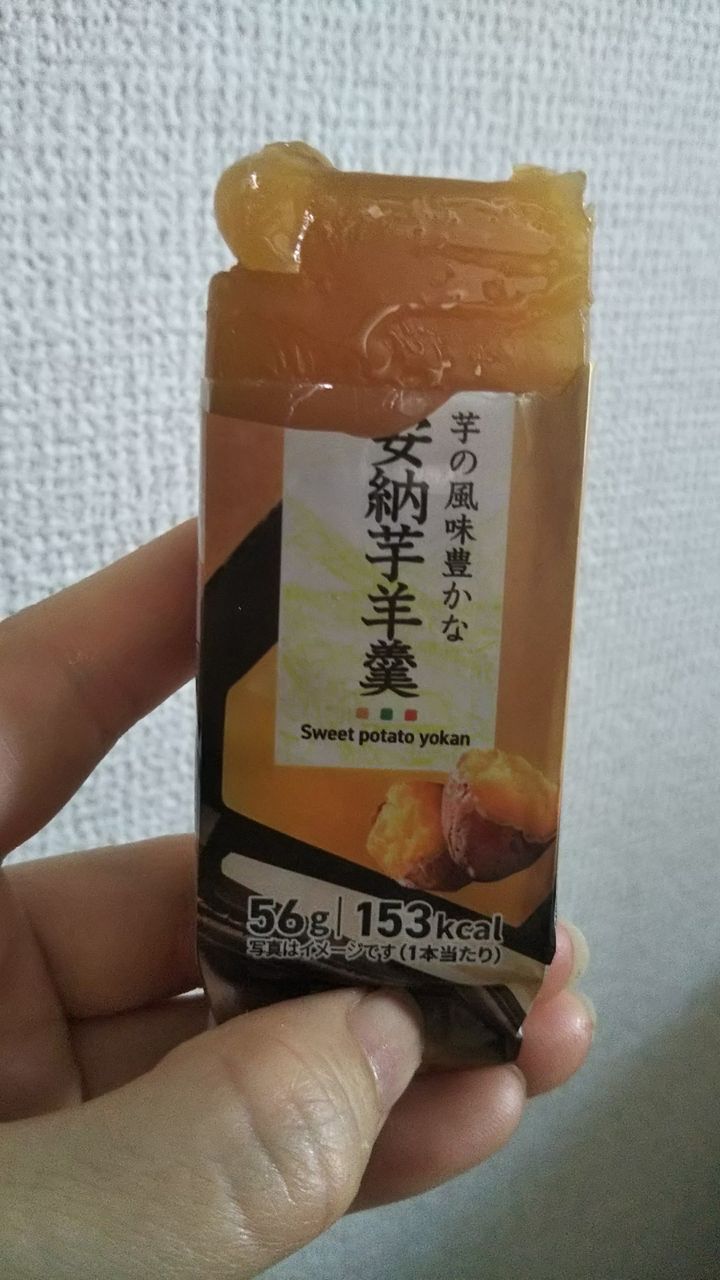 芋の風味豊かな
安納芋羊羹
Sweet potato yokan
56g 153kcal
写真はイメージです(1本当たり)